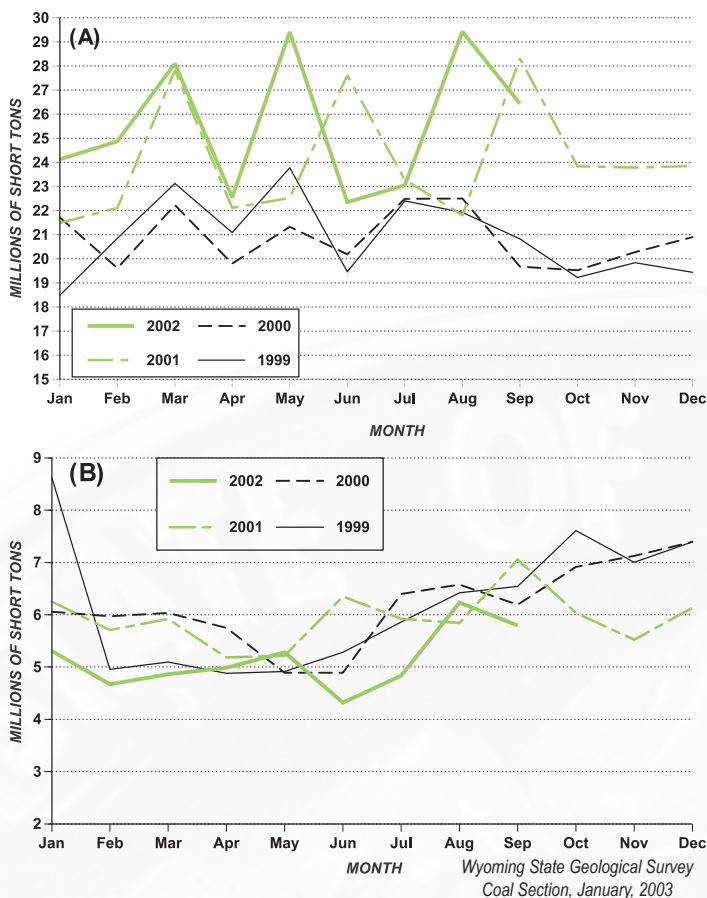 (A)
MILLIONS OF SHORT TONS
30
29
28
27
26
25
24
23
22
21
20
19
18
17
16
15
2002 2000
2001 1999
Jan Feb Mar Apr May Jun Jul Aug Sep Oct Nov Dec
MONTH
(B)
MILLIONS OF SHORT TONS
9
8
7
6
5
4
3
2
2002 2000
2001 1999
Jan Feb Mar Apr May Jun Jul Aug Sep Oct Nov Dec
MONTH
Wyoming State Geological Survey
Coal Section, January, 2003